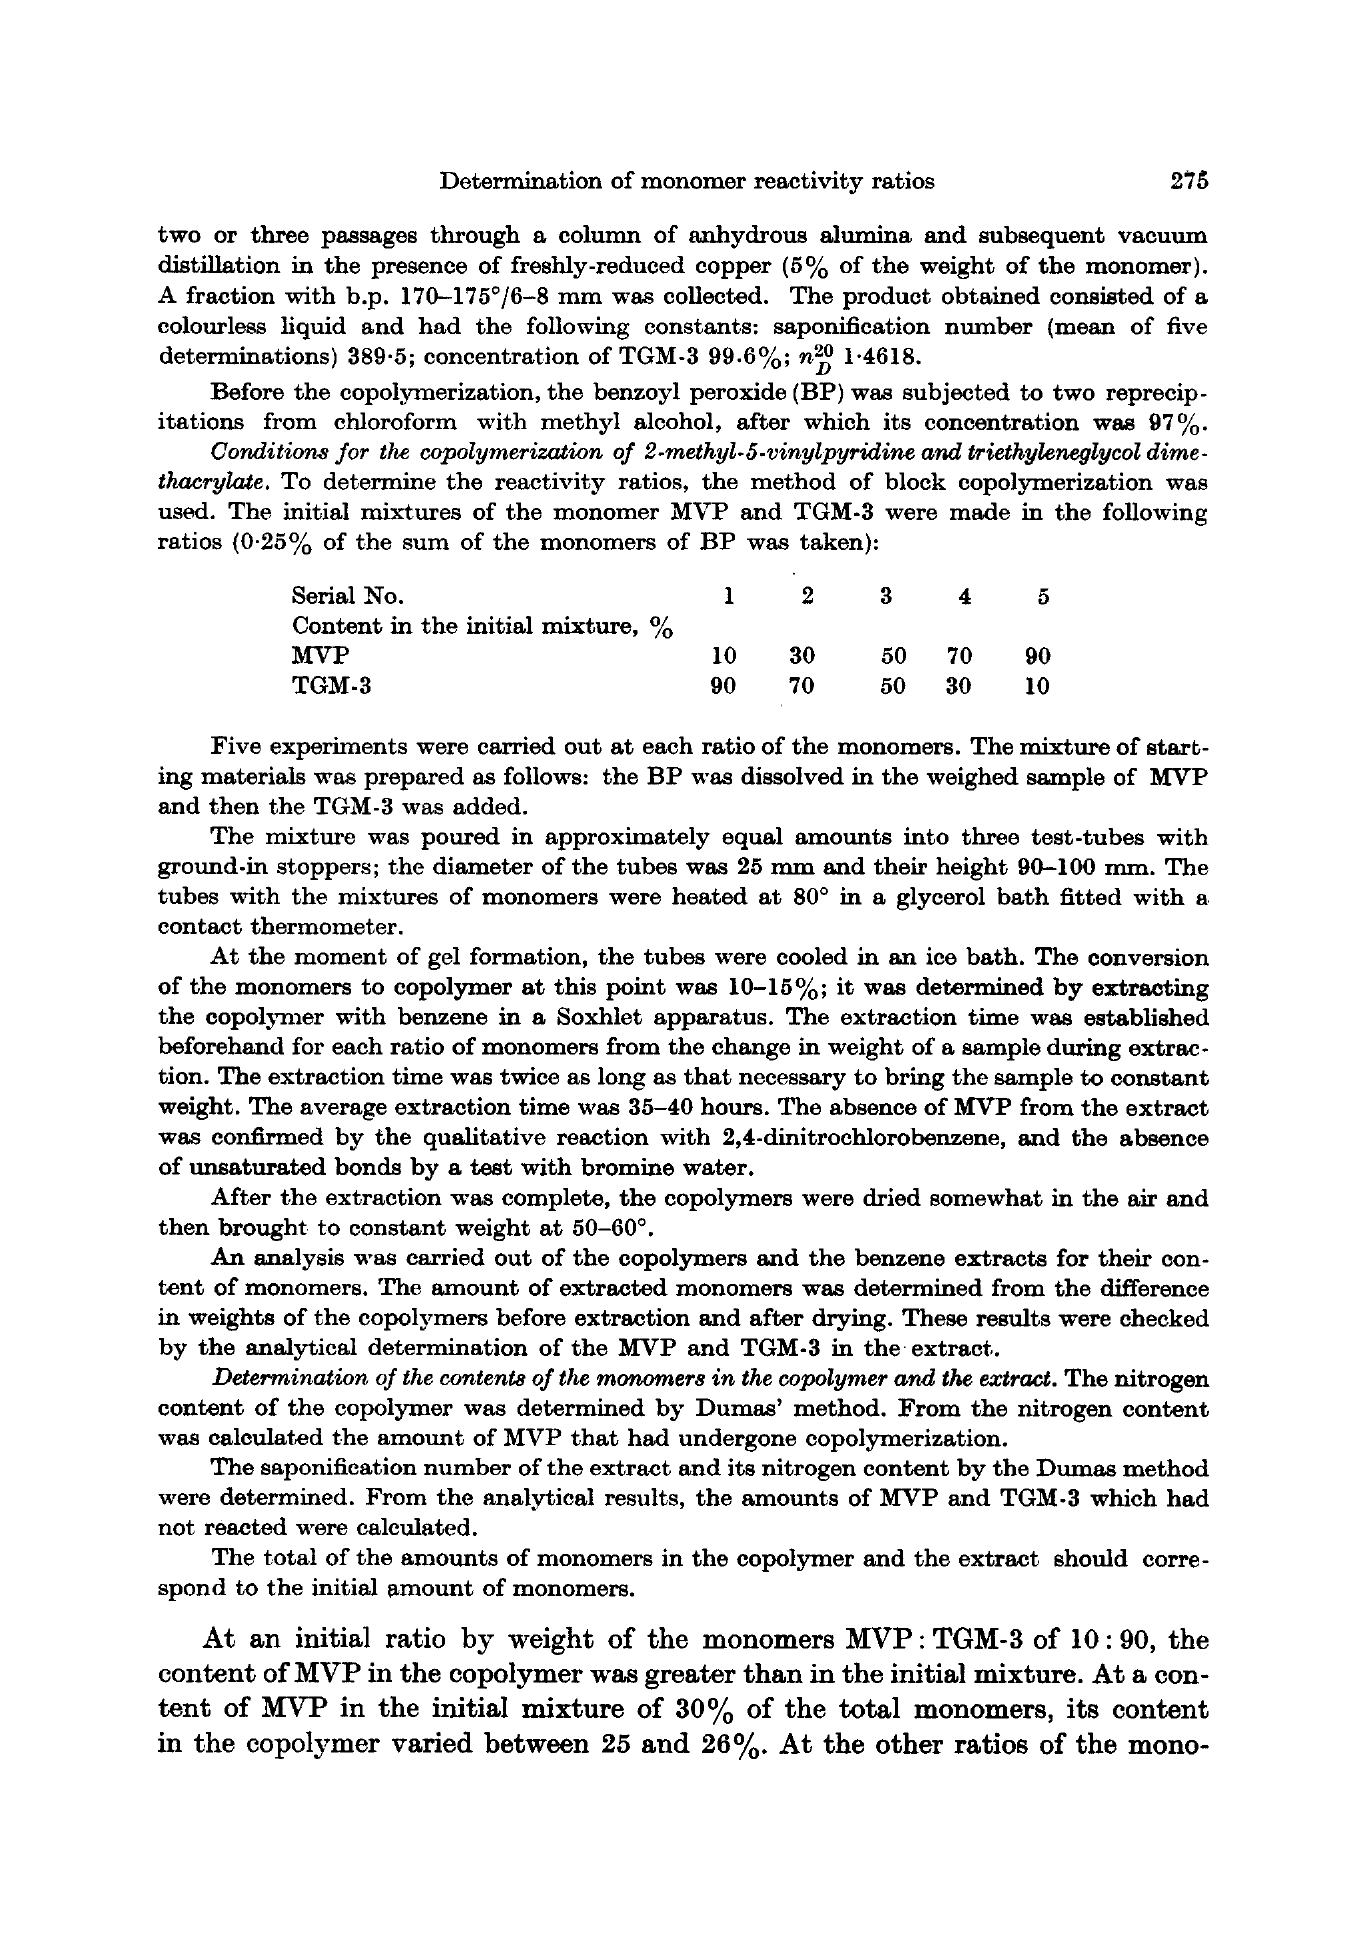 Determination of monomer reactivity ratios 275
two or three passages through a column of anhydrous alumina and subsequent vacuum
distillation in the presence of freshly-reduced copper (5% of the weight of the monomer).
A fraction with b.p. 170–175°/6–8 mm was collected. The product obtained consisted of a
colourless liquid and had the following constants: saponification number (mean of five
determinations) 389·5; concentration of TGM-3 99.6%; n20D 1·4618.
Before the copolymerization, the benzoyl peroxide (BP) was subjected to two reprecip-
itations from chloroform with methyl alcohol, after which its concentration was 97%.
Conditions for the copolymerization of 2-methyl-5-vinylpyridine and triethyleneglycol dime-
thacrylate. To determine the reactivity ratios, the method of block copolymerization was
used. The initial mixtures of the monomer MVP and TGM-3 were made in the following
ratios (0·25% of the sum of the monomers of BP was taken):
Serial No. 1 2 3 4 5
Content in the initial mixture, %
MVP 10 30 50 70 90
TGM-3 90 70 50 30 10
Five experiments were carried out at each ratio of the monomers. The mixture of start-
ing materials was prepared as follows: the BP was dissolved in the weighed sample of MVP
and then the TGM-3 was added.
The mixture was poured in approximately equal amounts into three test-tubes with
ground-in stoppers; the diameter of the tubes was 25 mm and their height 90–100 mm. The
tubes with the mixtures of monomers were heated at 80° in a glycerol bath fitted with a
contact thermometer.
At the moment of gel formation, the tubes were cooled in an ice bath. The conversion
of the monomers to copolymer at this point was 10–15%; it was determined by extracting
the copolymer with benzene in a Soxhlet apparatus. The extraction time was established
beforehand for each ratio of monomers from the change in weight of a sample during extrac-
tion. The extraction time was twice as long as that necessary to bring the sample to constant
weight. The average extraction time was 35–40 hours. The absence of MVP from the extract
was confirmed by the qualitative reaction with 2,4-dinitrochlorobenzene, and the absence
of unsaturated bonds by a test with bromine water.
After the extraction was complete, the copolymers were dried somewhat in the air and
then brought to constant weight at 50–60°.
An analysis was carried out of the copolymers and the benzene extracts for their con-
tent of monomers. The amount of extracted monomers was determined from the difference
in weights of the copolymers before extraction and after drying. These results were checked
by the analytical determination of the MVP and TGM-3 in the extract.
Determination of the contents of the monomers in the copolymer and the extract. The nitrogen
content of the copolymer was determined by Dumas' method. From the nitrogen content
was calculated the amount of MVP that had undergone copolymerization.
The saponification number of the extract and its nitrogen content by the Dumas method
were determined. From the analytical results, the amounts of MVP and TGM-3 which had
not reacted were calculated.
The total of the amounts of monomers in the copolymer and the extract should corre-
spond to the initial amount of monomers.
At an initial ratio by weight of the monomers MVP : TGM-3 of 10 : 90, the
content of MVP in the copolymer was greater than in the initial mixture. At a con-
tent of MVP in the initial mixture of 30% of the total monomers, its content
in the copolymer varied between 25 and 26%. At the other ratios of the mono-